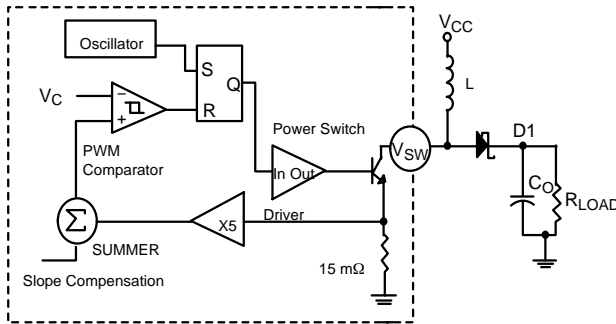 Oscillator
S
Q
R
VC
−
+
PWM
Comparator
Power Switch
In Out
VSW
VCC
L
D1
CO
RLOAD
Driver
X5
Σ
SUMMER
15 mΩ
Slope Compensation